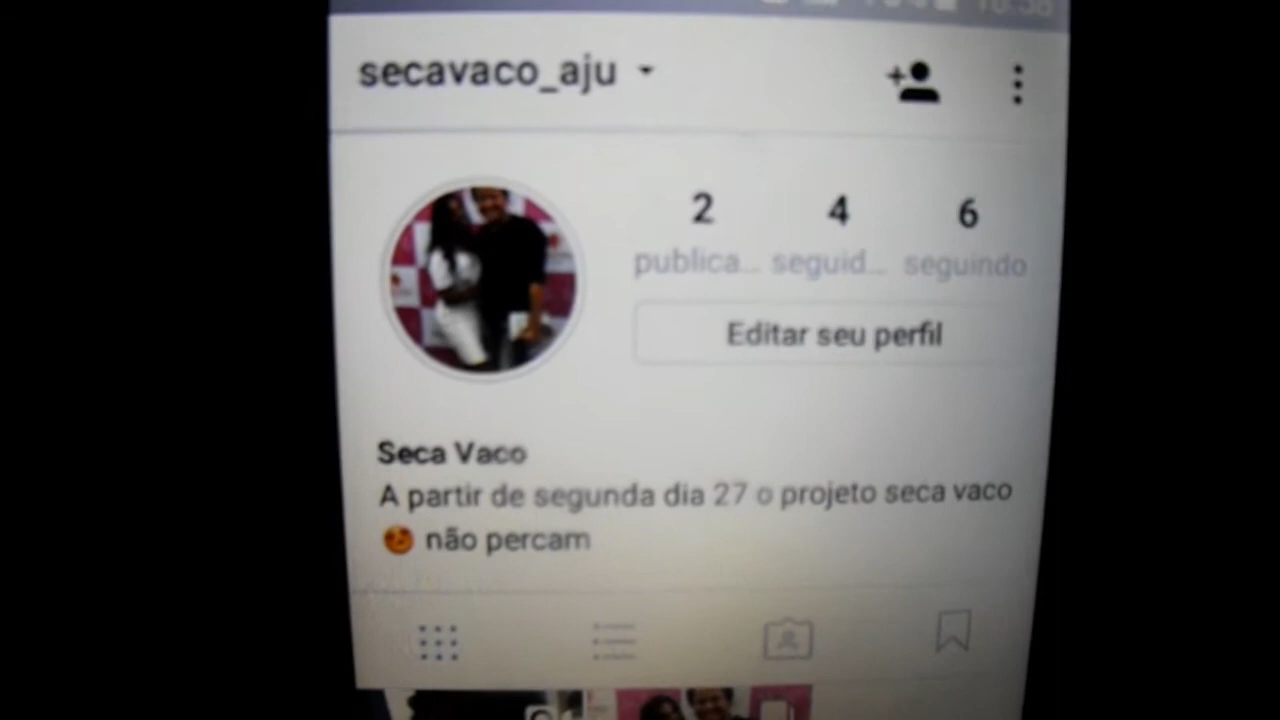 secavaco_aju
2 4 6
publica... seguid... seguindo
Editar seu perfil
Seca Vaco
A partir de segunda dia 27 o projeto seca vaco
😍 não percam